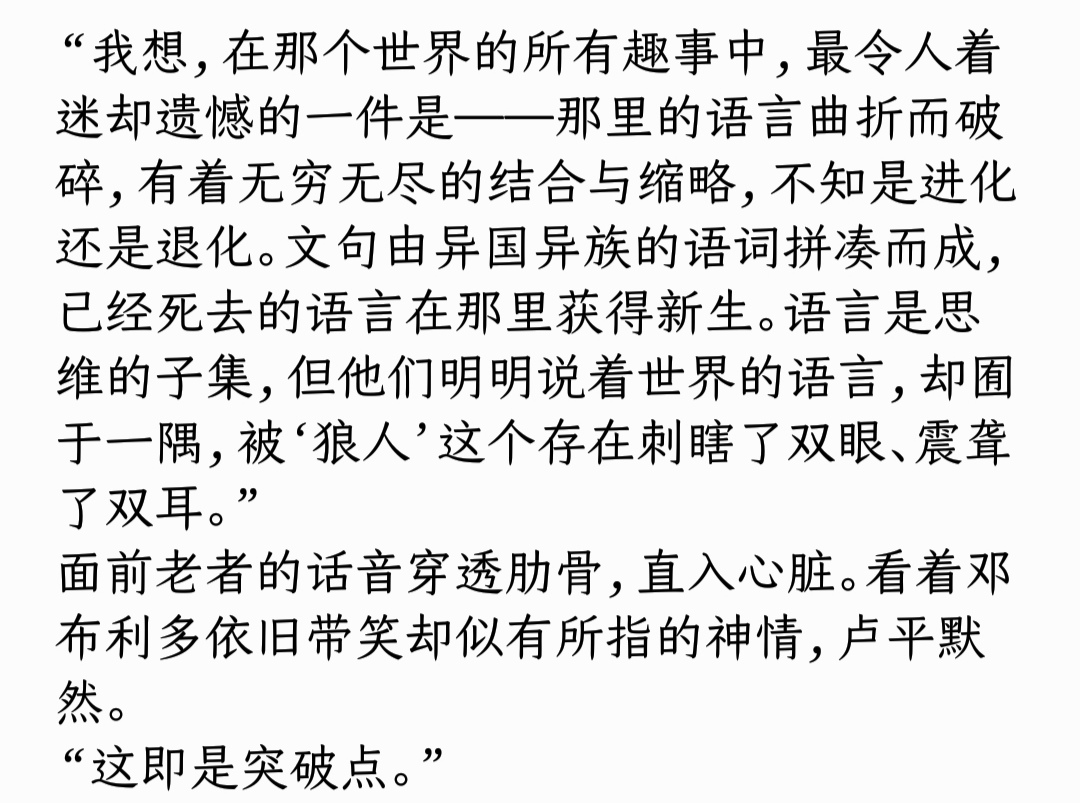 “我想，在那个世界的所有趣事中，最令人着
迷却遗憾的一件是——那里的语言曲折而破
碎，有着无穷无尽的结合与缩略，不知是进化
还是退化。文句由异国异族的语词拼凑而成，
已经死去的语言在那里获得新生。语言是思
维的子集，但他们明明说着世界的语言，却囿
于一隅，被‘狼人’这个存在刺瞎了双眼、震聋
了双耳。”
面前老者的话音穿透肋骨，直入心脏。看着邓
布利多依旧带笑却似有所指的神情，卢平默
然。
“这即是突破点。”